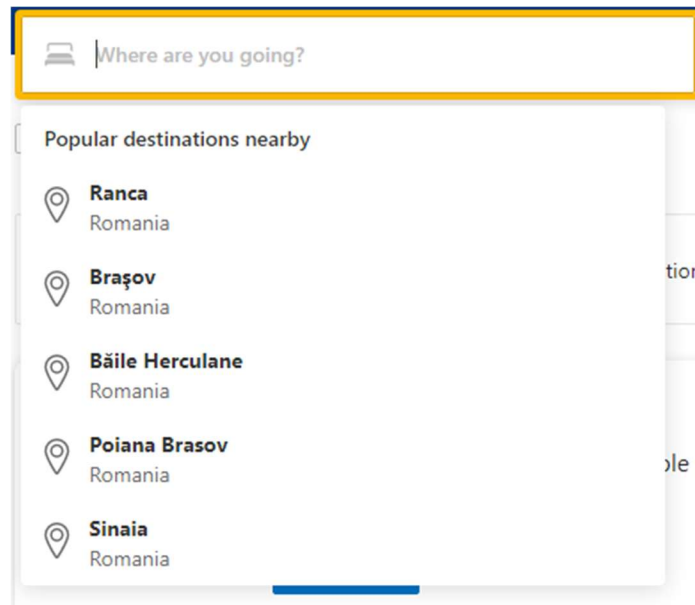 Where are you going?
Popular destinations nearby
Ranca
Romania
Braşov
Romania
Băile Herculane
Romania
Poiana Brasov
Romania
Sinaia
Romania